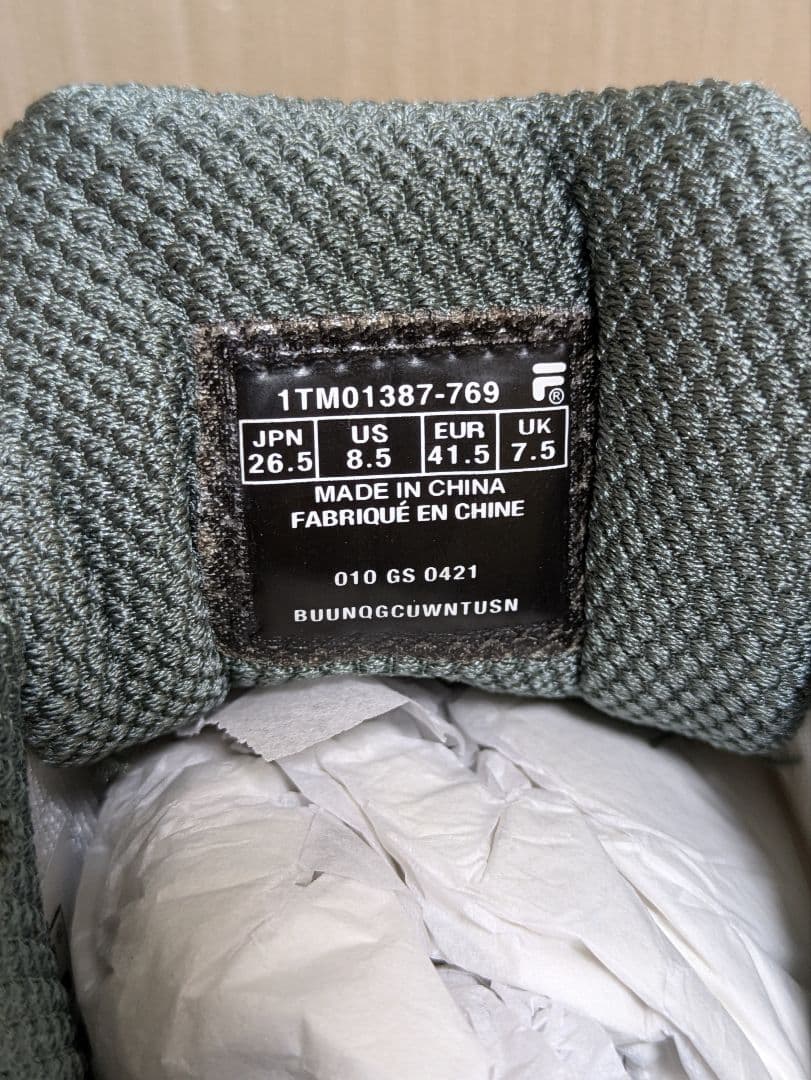 1TM01387-769
F®
JPN US EUR UK
26.5 8.5 41.5 7.5
MADE IN CHINA
FABRIQUÉ EN CHINE
010 GS 0421
BUUNQGCUWNTUSN